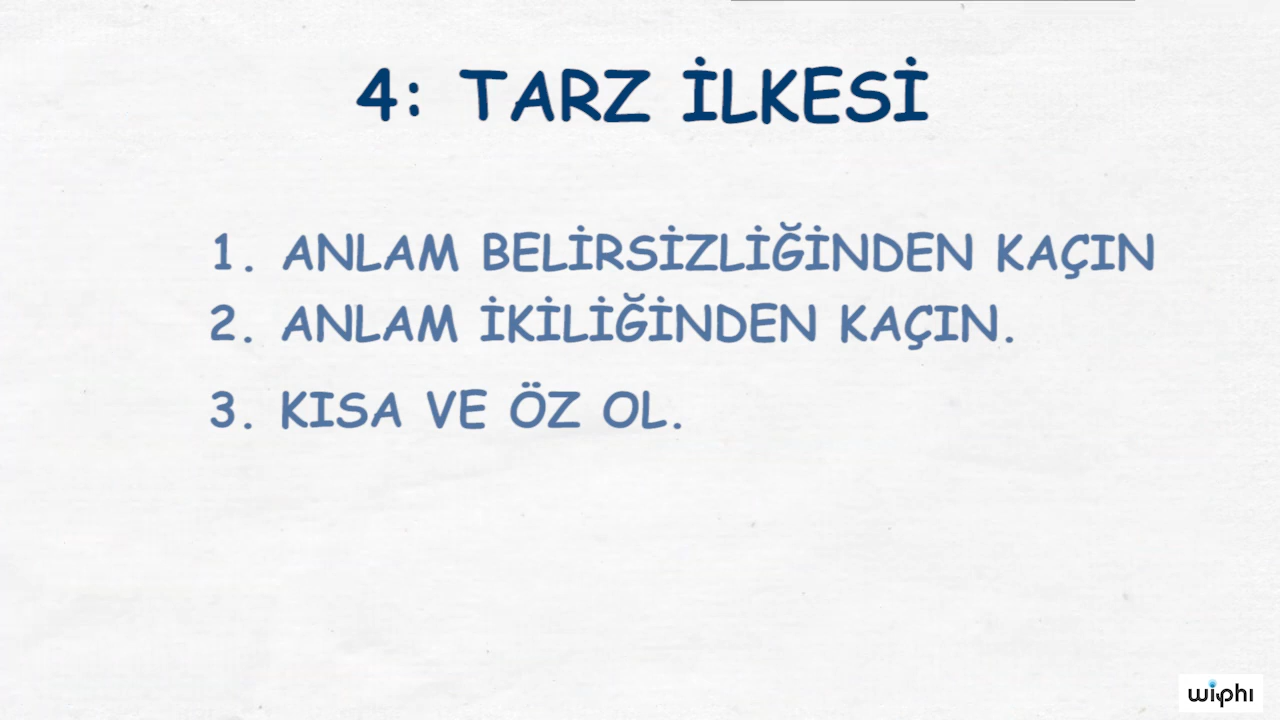 4: TARZ İLKESİ
1. ANLAM BELİRSİZLİĞİNDEN KAÇIN
2. ANLAM İKİLİĞİNDEN KAÇIN.
3. KISA VE ÖZ OL.
wiphi